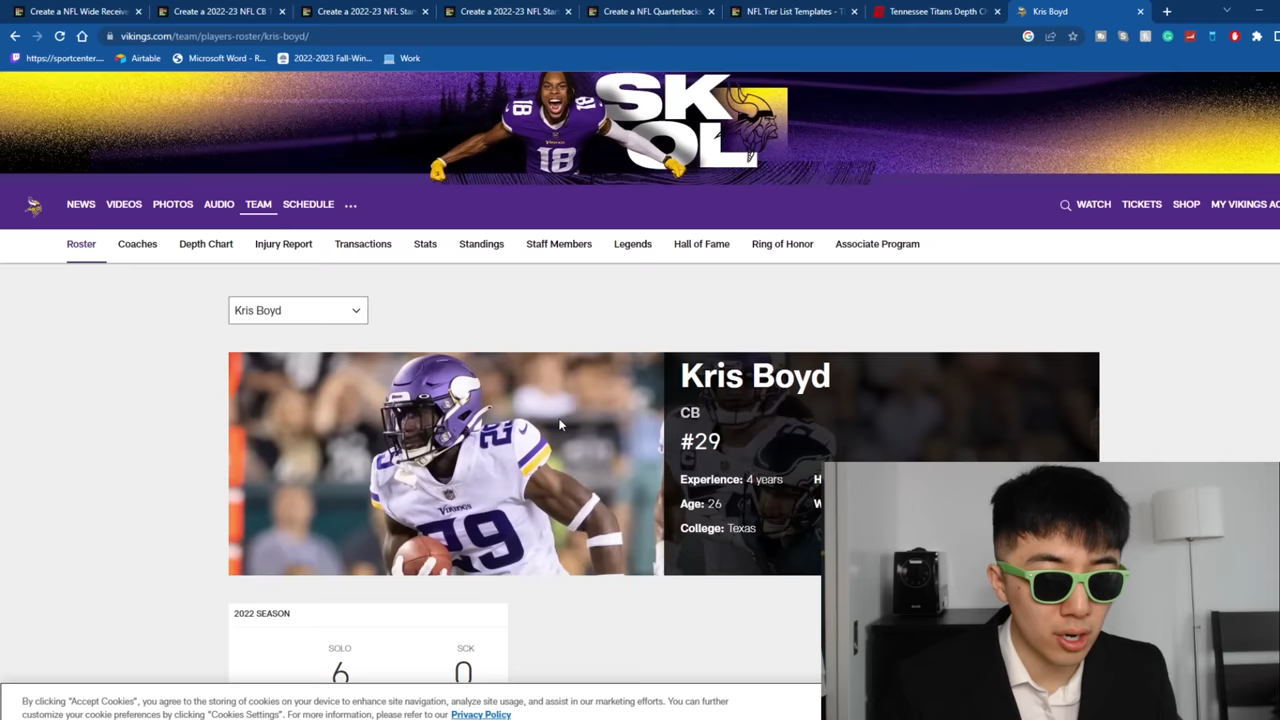 Create a NFL Wide Receive
Create a 2022-23 NFL CB T
Create a 2022-23 NFL Star
Create a 2022-23 NFL Star
Create a NFL Quarterback
NFL Tier List Templates - T
Tennessee Titans Depth C
Kris Boyd
vikings.com/team/players-roster/kris-boyd/
https://sportcenter....
Airtable
Microsoft Word - R...
2022-2023 Fall-Win...
Work
SK
OL
18
18
18
NEWS
VIDEOS
PHOTOS
AUDIO
TEAM
SCHEDULE
...
WATCH
TICKETS
SHOP
MY VIKINGS AC
Roster
Coaches
Depth Chart
Injury Report
Transactions
Stats
Standings
Staff Members
Legends
Hall of Fame
Ring of Honor
Associate Program
Kris Boyd
29
Vikings
29
Kris Boyd
CB
#29
Experience: 4 years
H
Age: 26
W
College: Texas
2022 SEASON
SOLO
SCK
6
0
By clicking "Accept Cookies", you agree to the storing of cookies on your device to enhance site navigation, analyze site usage, and assist in our marketing efforts. You can further
customize your cookie preferences by clicking "Cookies Settings". For more information, please refer to our Privacy Policy